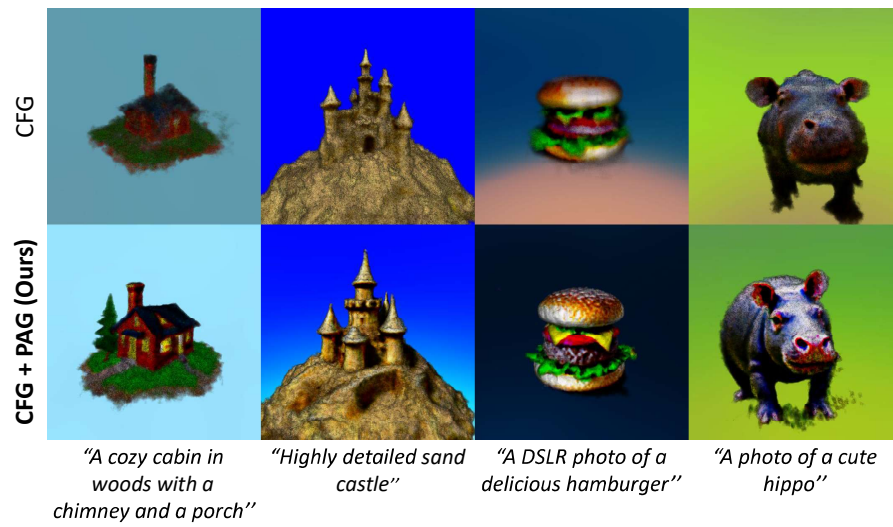 CFG
CFG + PAG (Ours)
“A cozy cabin in
woods with a
chimney and a porch’’
“Highly detailed sand
castle’’
“A DSLR photo of a
delicious hamburger’’
“A photo of a cute
hippo’’